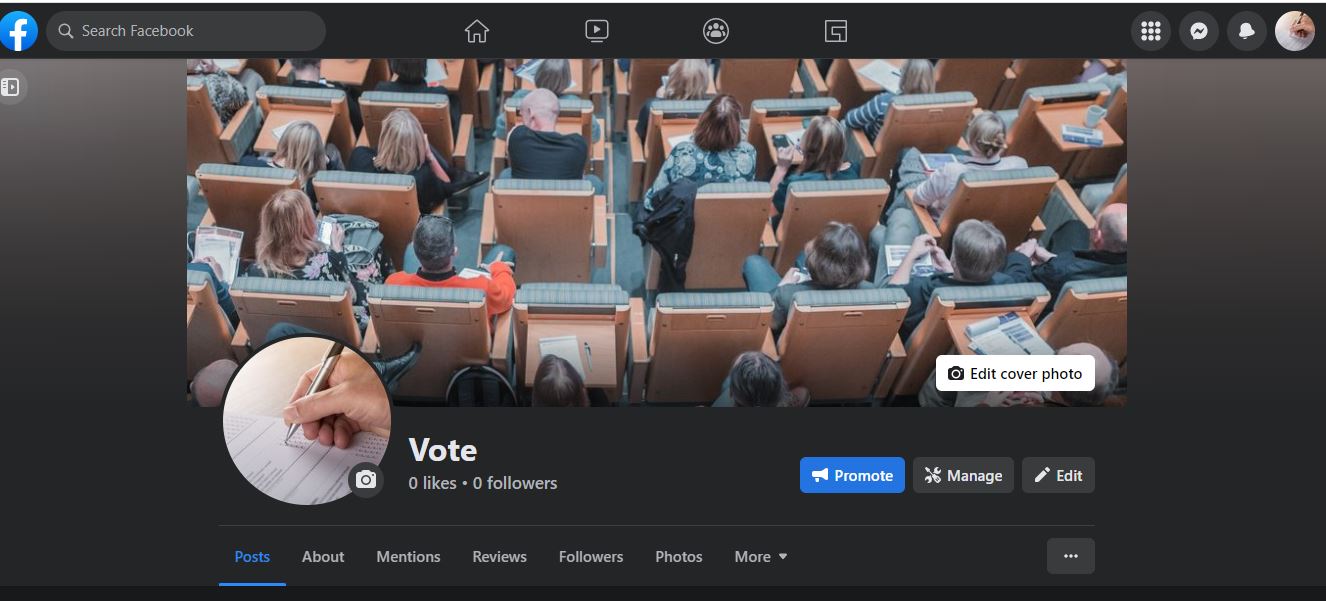 Search Facebook
Edit cover photo
Vote
0 likes • 0 followers
Promote
Manage
Edit
Posts
About
Mentions
Reviews
Followers
Photos
More